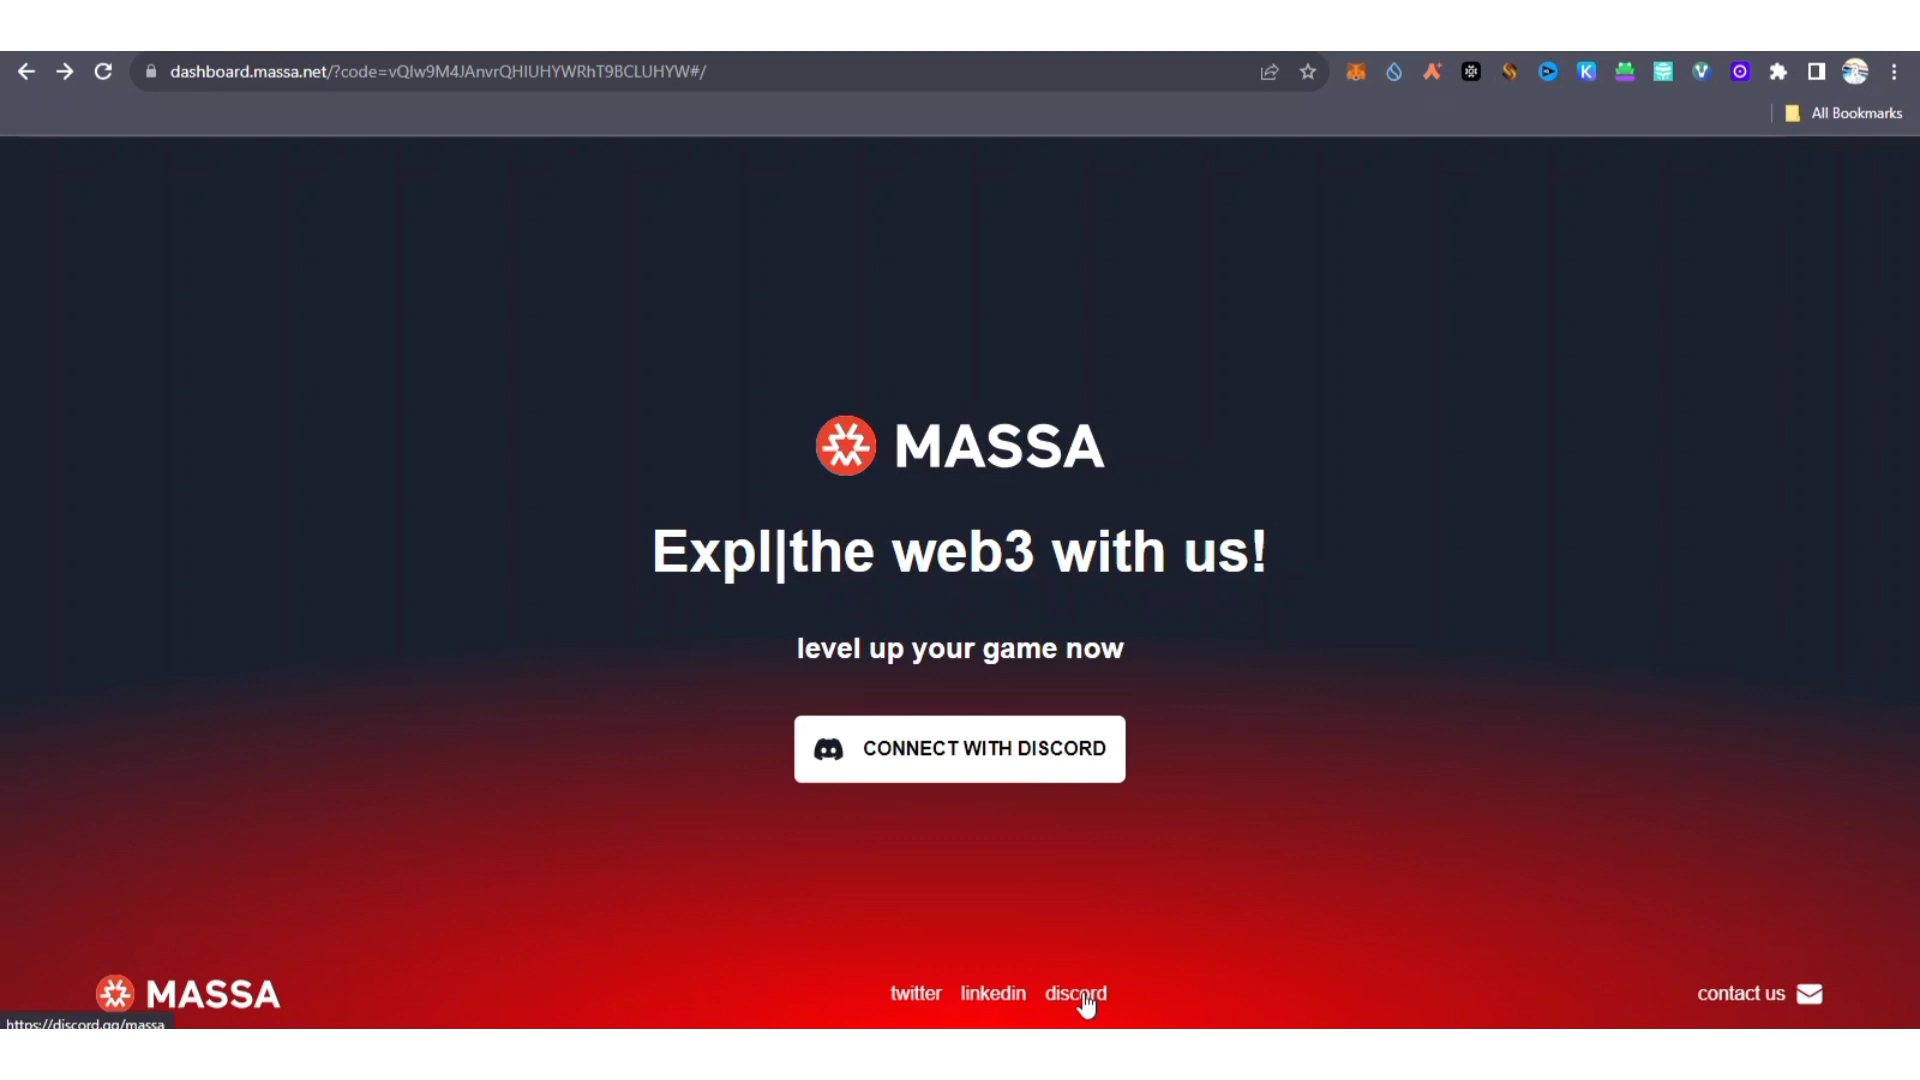 dashboard.massa.net/?code=vQlw9M4JAnvrQHIUHYWRhT9BCLUHYW#/
All Bookmarks
MASSA
Expl|the web3 with us!
level up your game now
CONNECT WITH DISCORD
MASSA
twitter linkedin discord
contact us
https://discord.gg/massa